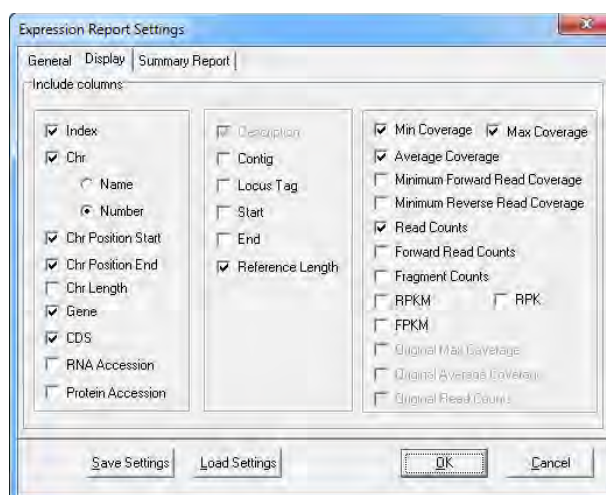 Expression Report Settings
General Display Summary Report
Include columns
Index
Chr
Name
Number
Chr Position Start
Chr Position End
Chr Length
Gene
CDS
RNA Accession
Protein Accession
Description
Contig
Locus Tag
Start
End
Reference Length
Min Coverage Max Coverage
Average Coverage
Minimum Forward Read Coverage
Minimum Reverse Read Coverage
Read Counts
Forward Read Counts
Fragment Counts
RPKM RPK
FPKM
Original Max Coverage
Original Average Coverage
Original Read Counts
Save Settings Load Settings OK Cancel